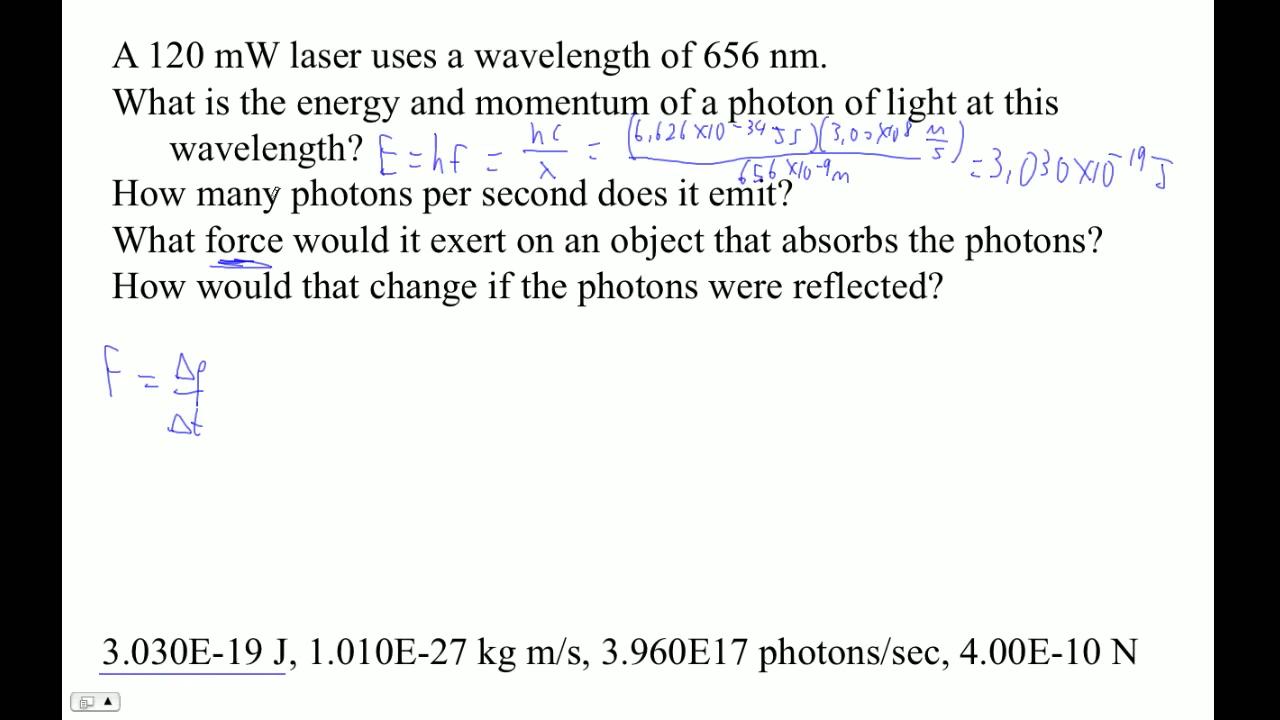 A 120 mW laser uses a wavelength of 656 nm.
What is the energy and momentum of a photon of light at this
wavelength? E = hf = hc/λ = (6.626×10⁻³⁴ Js)(3.00×10⁸ m/s) / 656×10⁻⁹ m = 3.030×10⁻¹⁹ J
How many photons per second does it emit?
What force would it exert on an object that absorbs the photons?
How would that change if the photons were reflected?
F = Δp/Δt
3.030E-19 J, 1.010E-27 kg m/s, 3.960E17 photons/sec, 4.00E-10 N